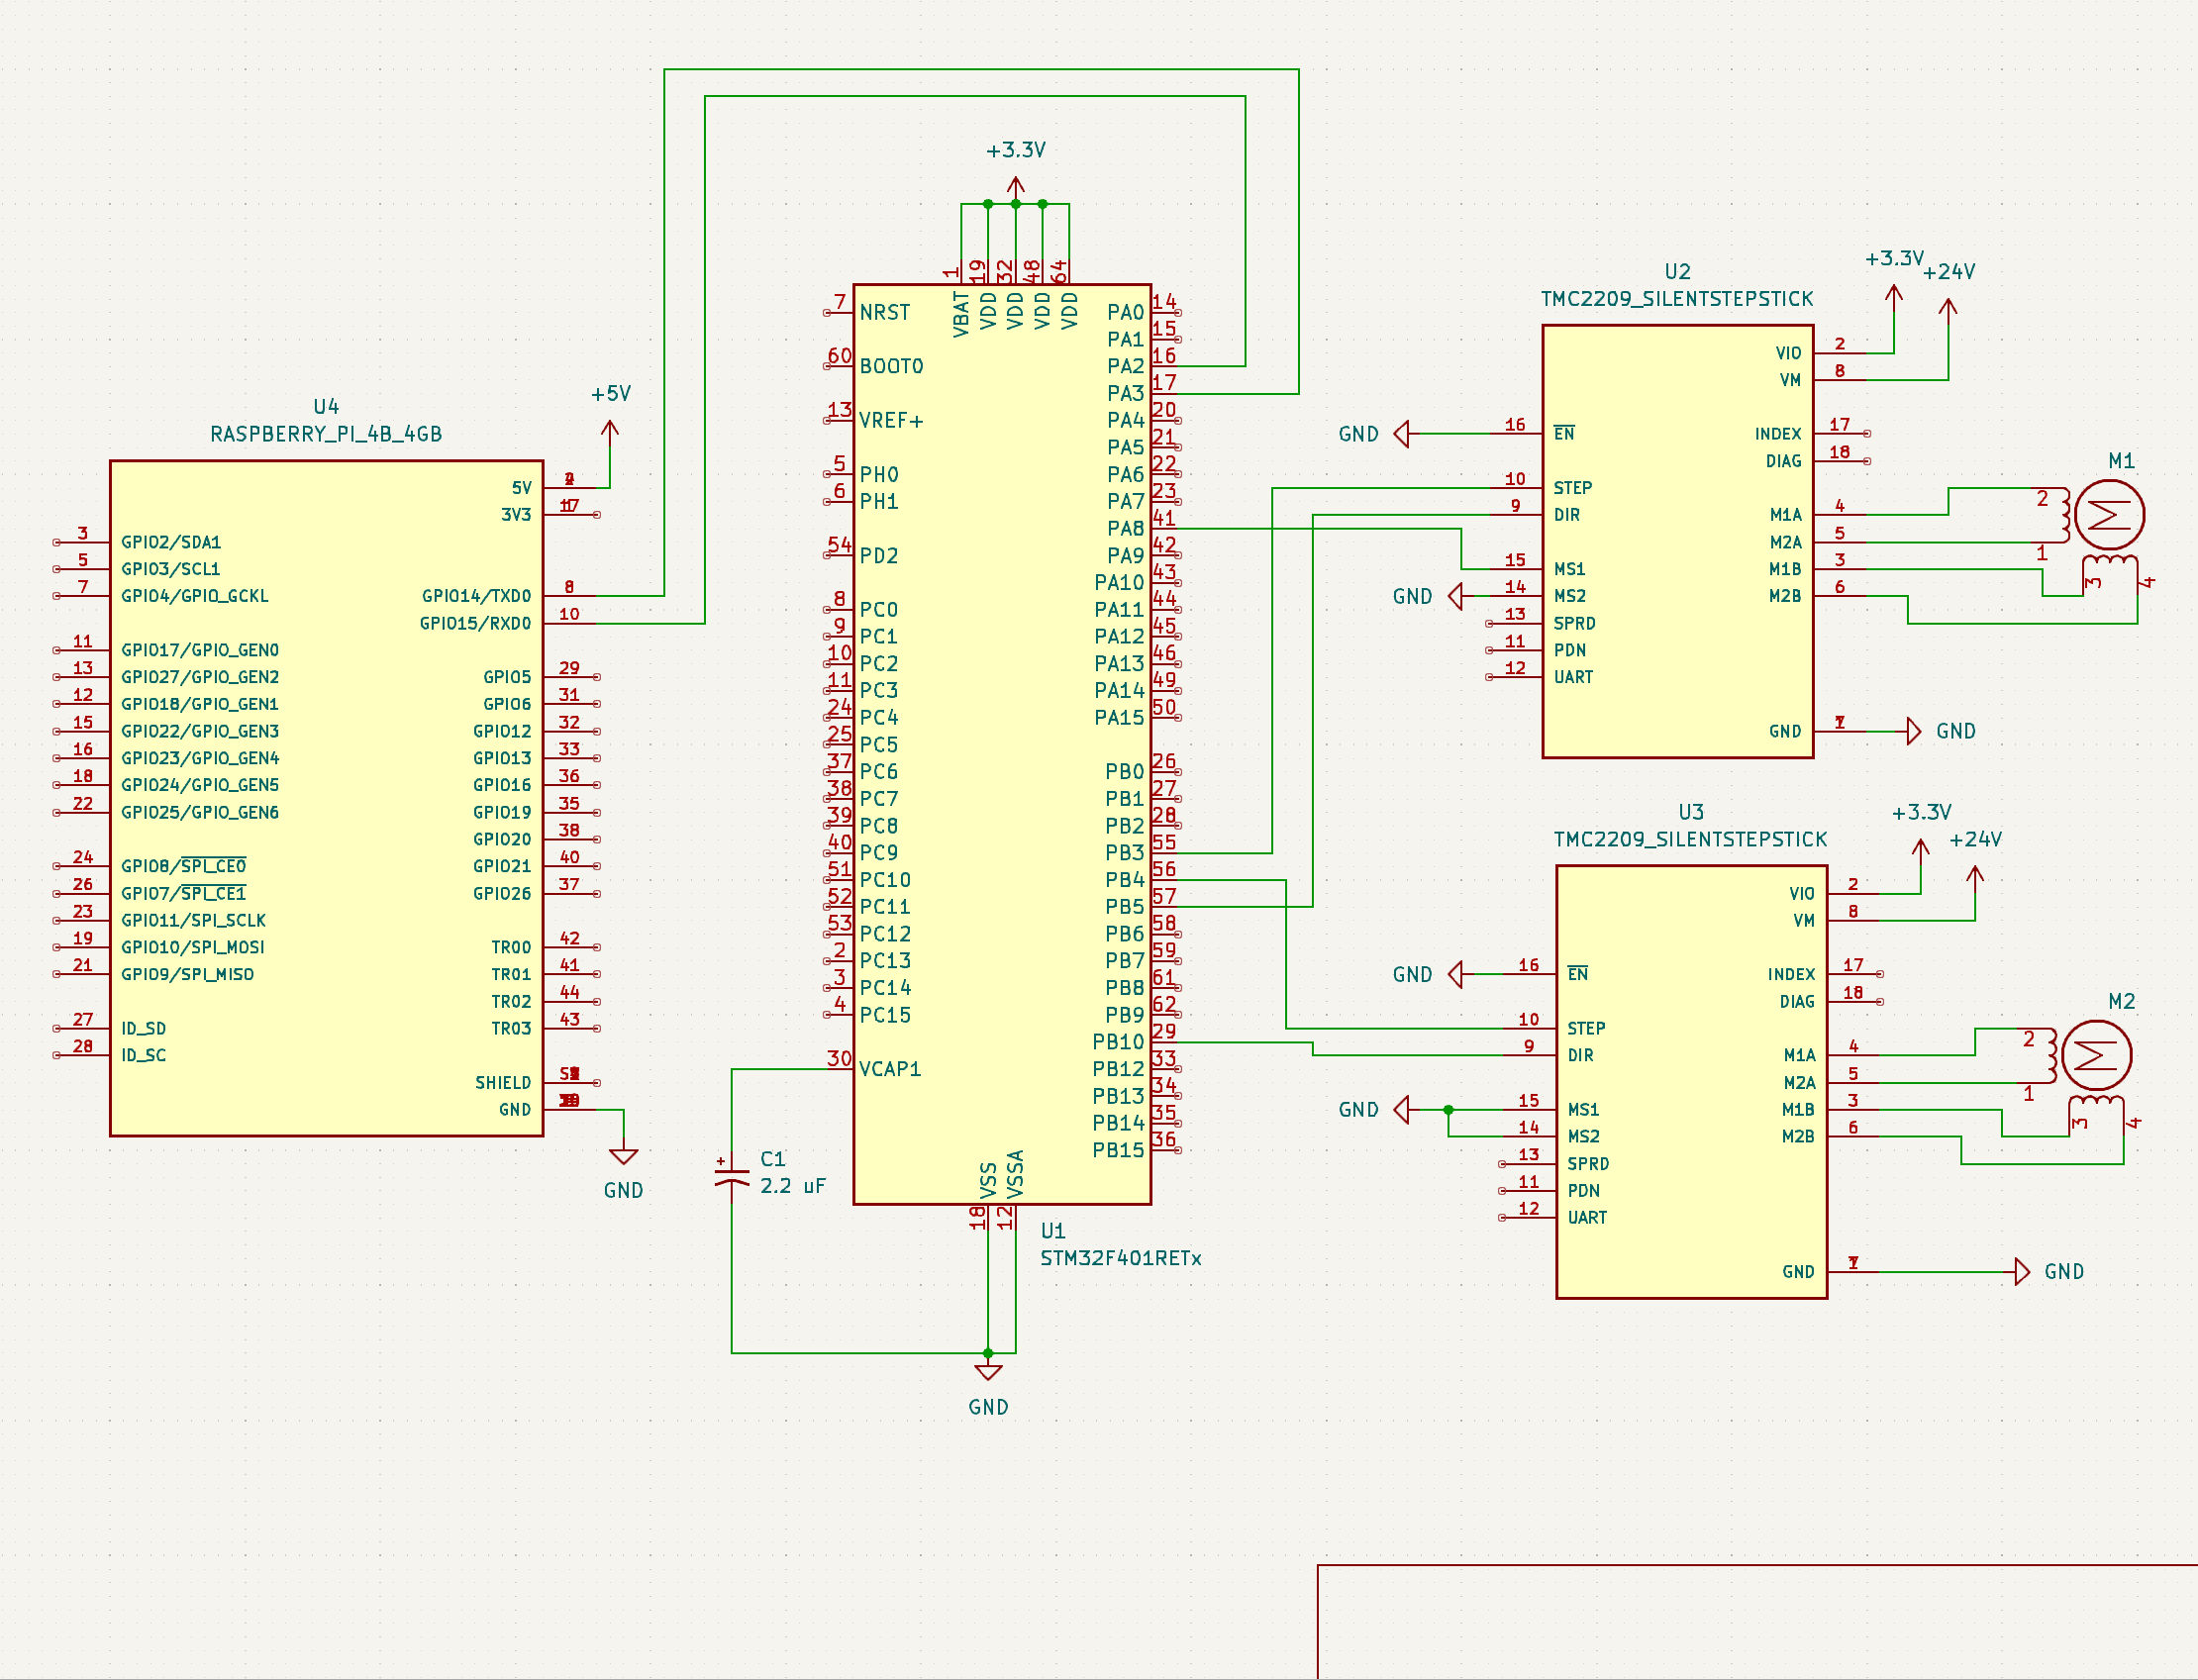 +3.3V
+5V
U4
RASPBERRY_PI_4B_4GB
5V
3V3
17
3 GPIO2/SDA1
5 GPIO3/SCL1
7 GPIO4/GPIO_GCKL
GPIO14/TXD0 8
GPIO15/RXD0 10
11 GPIO17/GPIO_GEN0
13 GPIO27/GPIO_GEN2
12 GPIO18/GPIO_GEN1
15 GPIO22/GPIO_GEN3
16 GPIO23/GPIO_GEN4
18 GPIO24/GPIO_GEN5
22 GPIO25/GPIO_GEN6
GPIO5 29
GPIO6 31
GPIO12 32
GPIO13 33
GPIO16 36
GPIO19 35
GPIO20 38
GPIO21 40
GPIO26 37
24 GPIO8/SPI_CE0
26 GPIO7/SPI_CE1
23 GPIO11/SPI_SCLK
19 GPIO10/SPI_MOSI
21 GPIO9/SPI_MISO
TR00 42
TR01 41
TR02 44
TR03 43
27 ID_SD
28 ID_SC
SHIELD
GND
GND
1 VBAT
19 VDD
32 VDD
48 VDD
64 VDD
7 NRST
60 BOOT0
13 VREF+
5 PH0
6 PH1
54 PD2
8 PC0
9 PC1
10 PC2
11 PC3
24 PC4
25 PC5
37 PC6
38 PC7
39 PC8
40 PC9
51 PC10
52 PC11
53 PC12
2 PC13
3 PC14
4 PC15
30 VCAP1
PA0 14
PA1 15
PA2 16
PA3 17
PA4 20
PA5 21
PA6 22
PA7 23
PA8 41
PA9 42
PA10 43
PA11 44
PA12 45
PA13 46
PA14 49
PA15 50
PB0 26
PB1 27
PB2 28
PB3 55
PB4 56
PB5 57
PB6 58
PB7 59
PB8 61
PB9 62
PB10 29
PB12 33
PB13 34
PB14 35
PB15 36
VSS 18
VSSA 12
U1
STM32F401RETx
+ C1
2.2 uF
GND
U2
TMC2209_SILENTSTEPSTICK
+3.3V
+24V
VIO 2
VM 8
GND 16 EN
INDEX 17
DIAG 18
10 STEP
9 DIR
15 MS1
GND 14 MS2
13 SPRD
11 PDN
12 UART
M1A 4
M2A 5
M1B 3
M2B 6
GND
GND
M1
2
1
3
4
U3
TMC2209_SILENTSTEPSTICK
+3.3V
+24V
VIO 2
VM 8
GND 16 EN
INDEX 17
DIAG 18
10 STEP
9 DIR
GND 15 MS1
14 MS2
13 SPRD
11 PDN
12 UART
M1A 4
M2A 5
M1B 3
M2B 6
GND
GND
M2
2
1
3
4